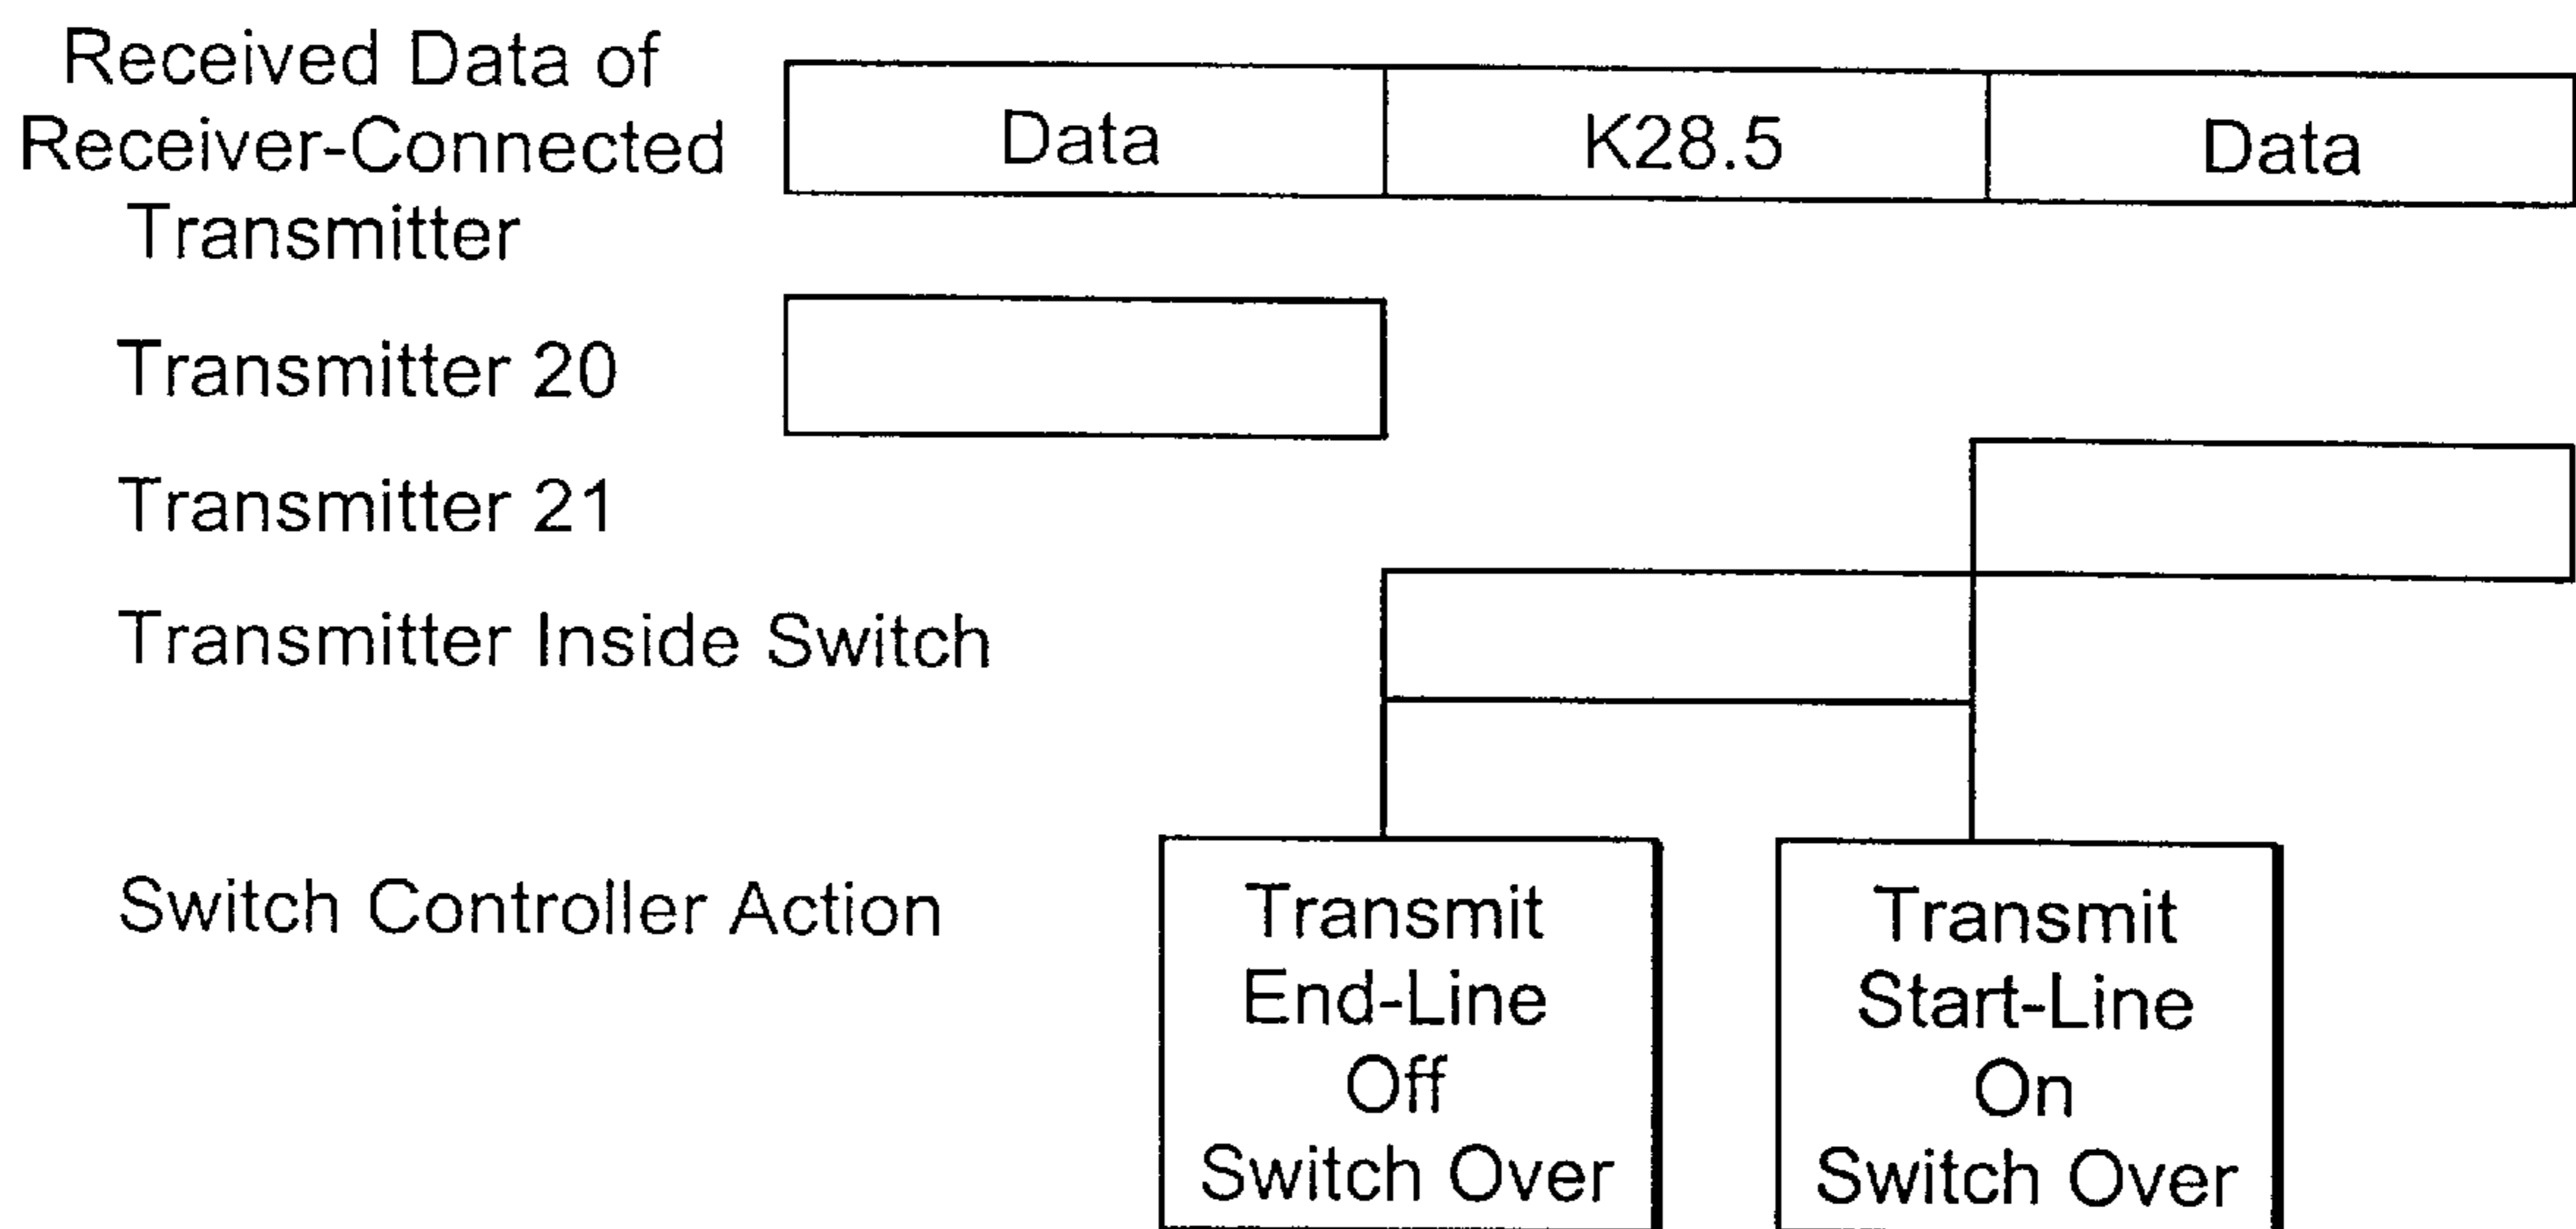 Received Data of
Receiver-Connected
Transmitter
Data
K28.5
Data
Transmitter 20
Transmitter 21
Transmitter Inside Switch
Switch Controller Action
Transmit
End-Line
Off
Switch Over
Transmit
Start-Line
On
Switch Over